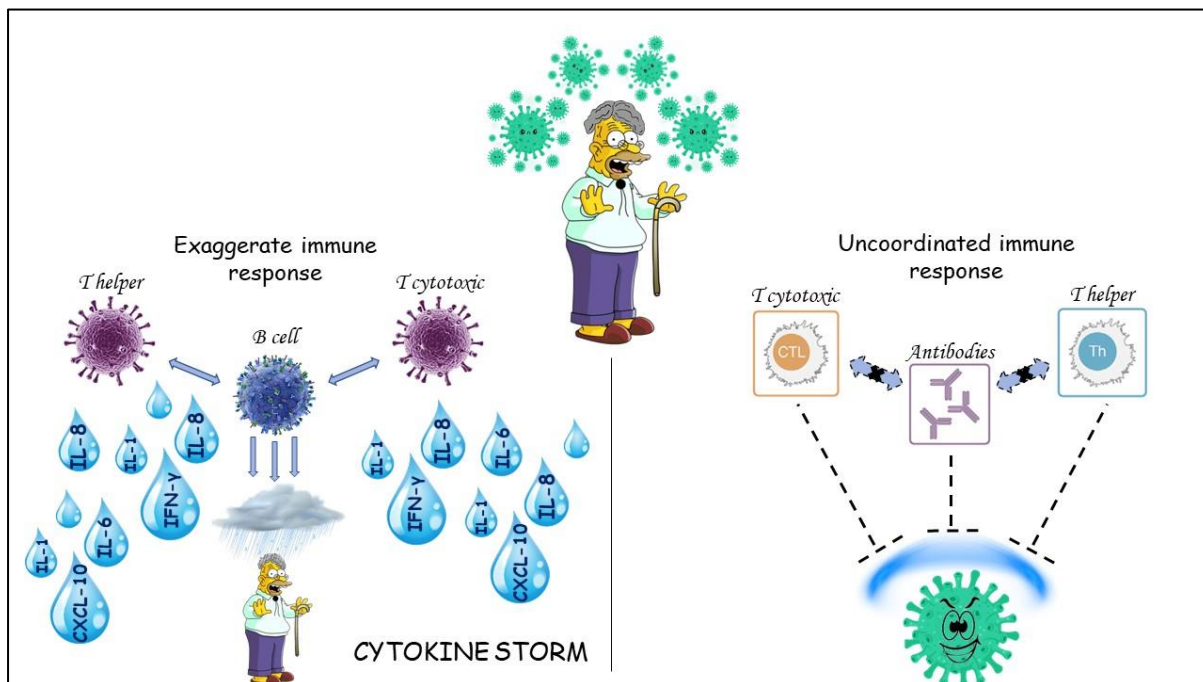 Exaggerate immune
response
T helper
T cytotoxic
B cell
IL-8
IL-1
IL-8
IFN-γ
IL-6
IL-1
CXCL-10
IL-1
IL-8
IL-6
IFN-γ
IL-1
IL-8
CXCL-10
CYTOKINE STORM
Uncoordinated immune
response
T cytotoxic
T helper
CTL
Antibodies
Th